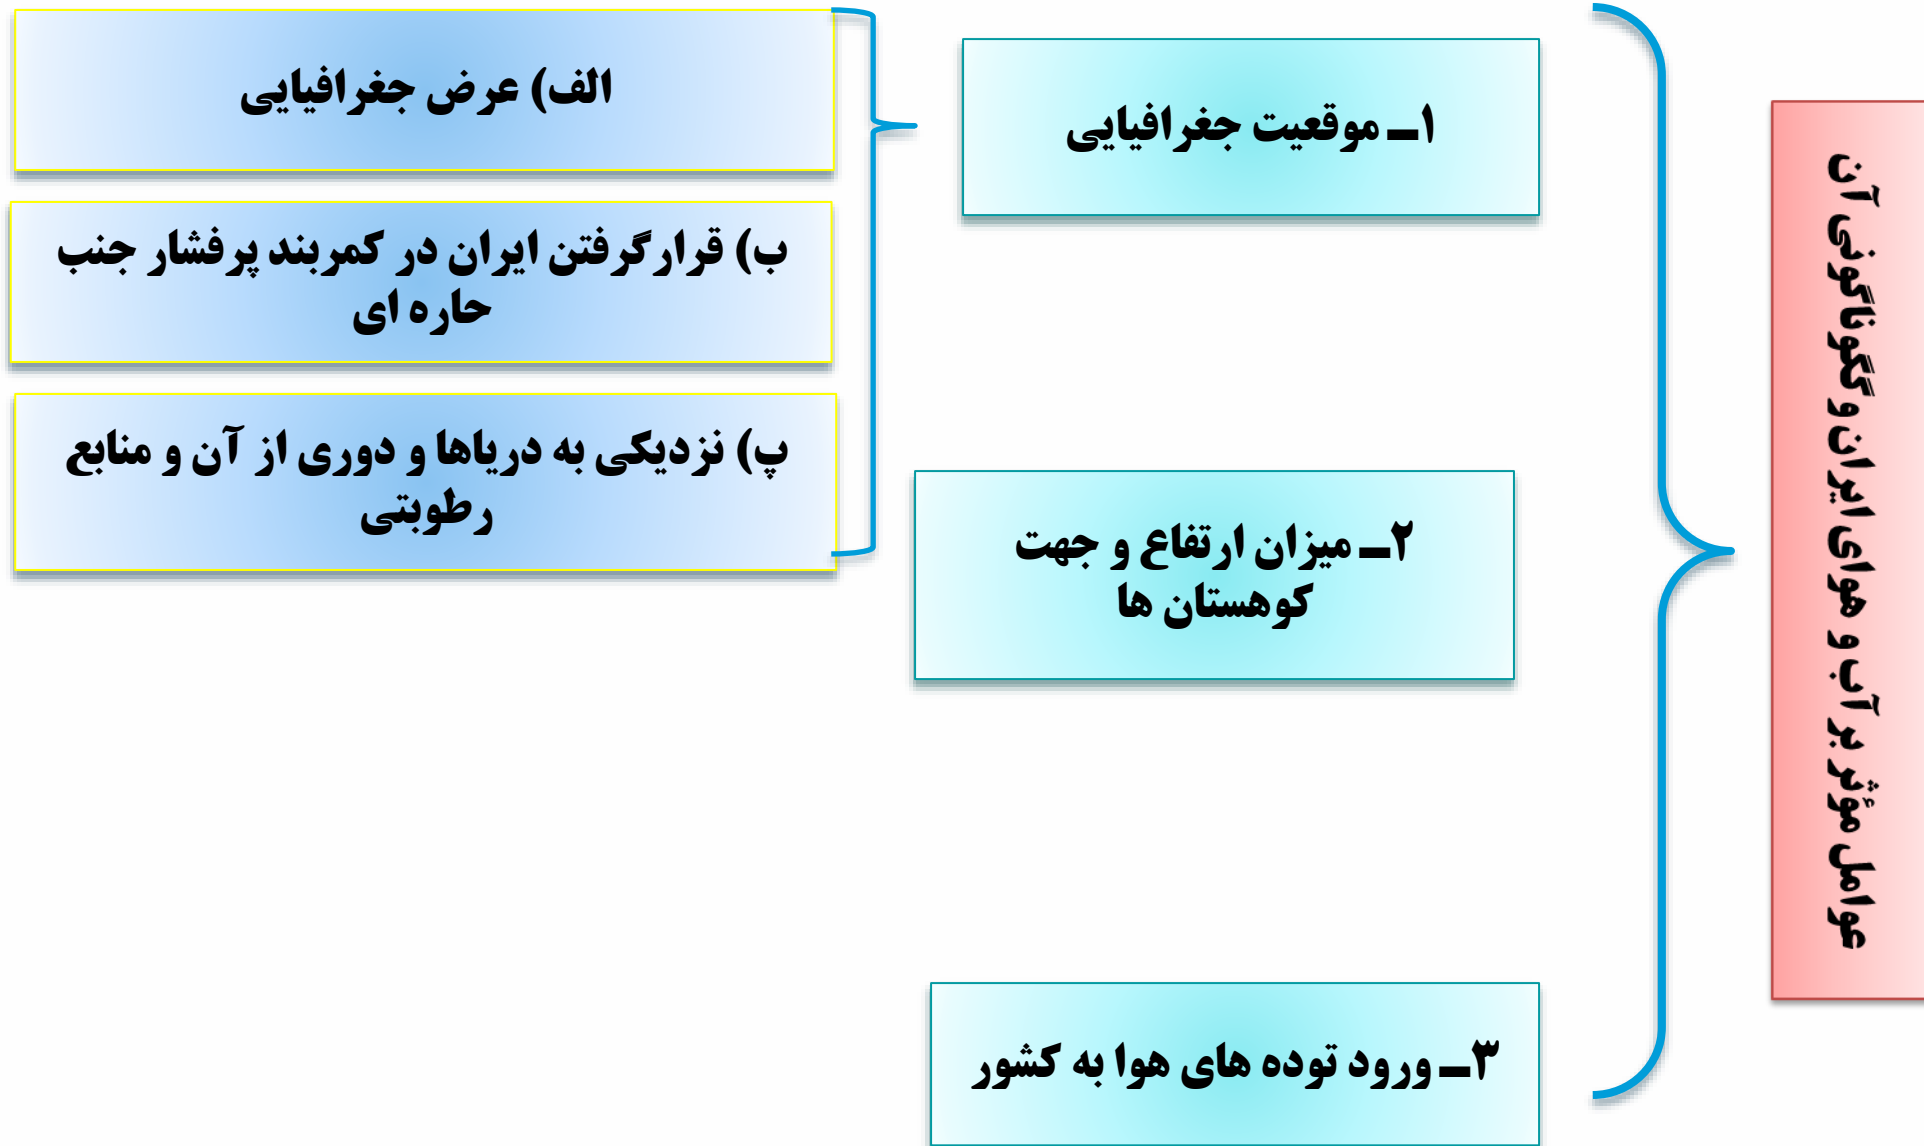 عوامل مؤثر بر آب و هوای ایران و گگوناگونی آن
۱ـ موقعیت جغرافیایی
الف) عرض جغرافیایی
ب) قرارگرفتن ایران در کمربند پرفشار جنب
حاره ای
پ) نزدیکی به دریاها و دوری از آن و منابع
رطوبتی
۲ـ میزان ارتفاع و جهت
کوهستان ها
۳ـ ورود توده های هوا به کشور